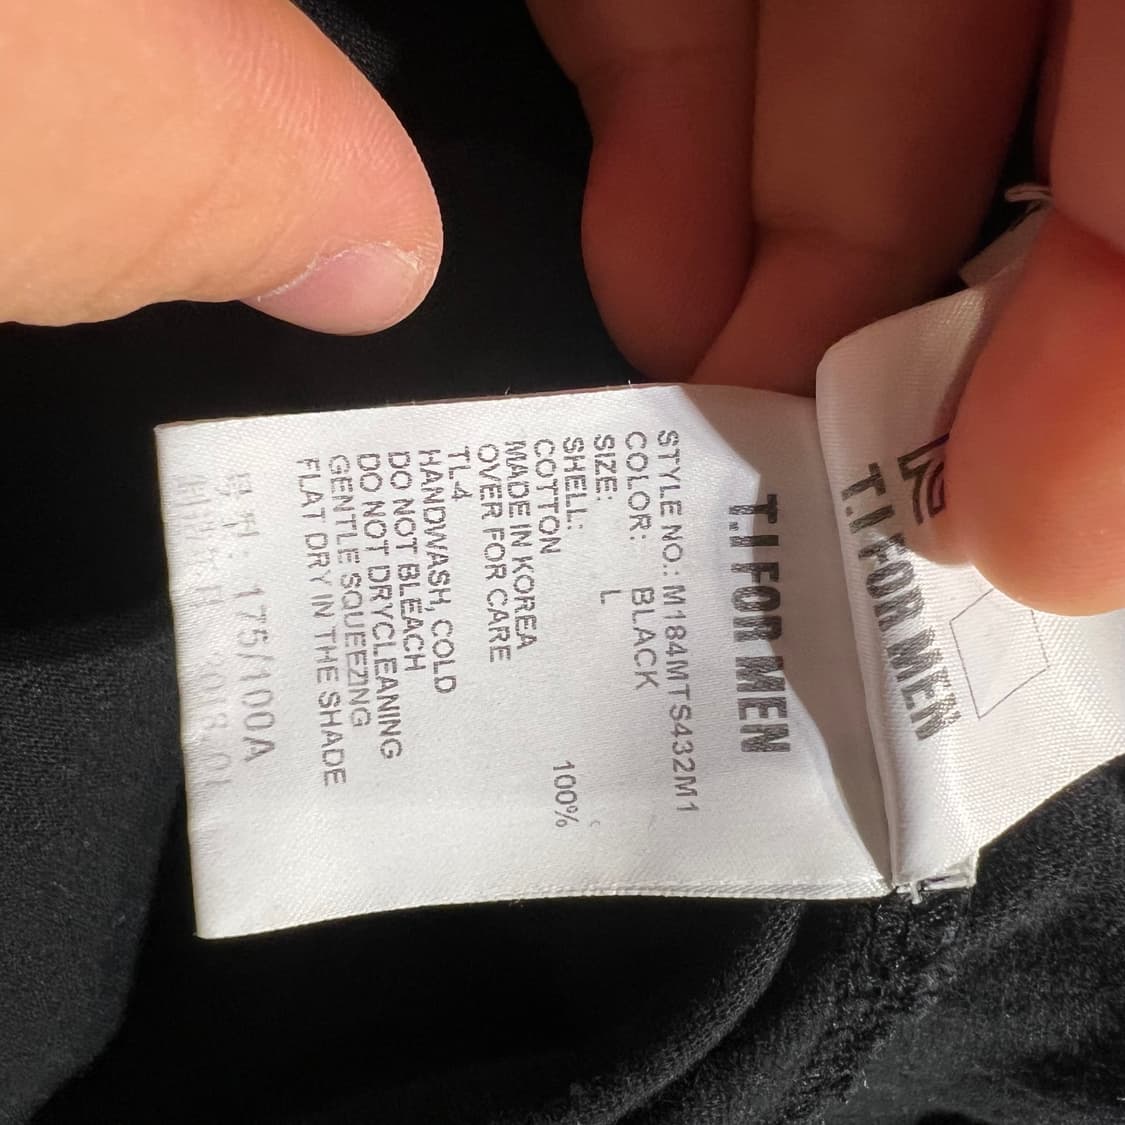 T.I FOR MEN
STYLE NO.: M184MTS432M1
COLOR: BLACK
SIZE: L
SHELL:
COTTON 100%
MADE IN KOREA
OVER FOR CARE
TL-4
HANDWASH, COLD
DO NOT BLEACH
DO NOT DRYCLEANING
GENTLE SQUEEZING
FLAT DRY IN THE SHADE
175/100A
T.I FOR MEN